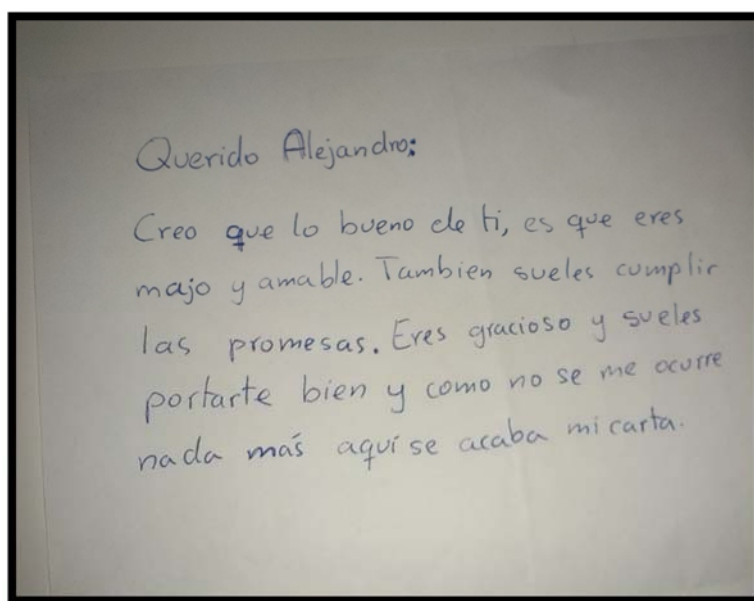 Querido Alejandro:
Creo que lo bueno de ti, es que eres
majo y amable. Tambien sueles cumplir
las promesas. Eres gracioso y sueles
portarte bien y como no se me ocurre
nada más aquí se acaba mi carta.